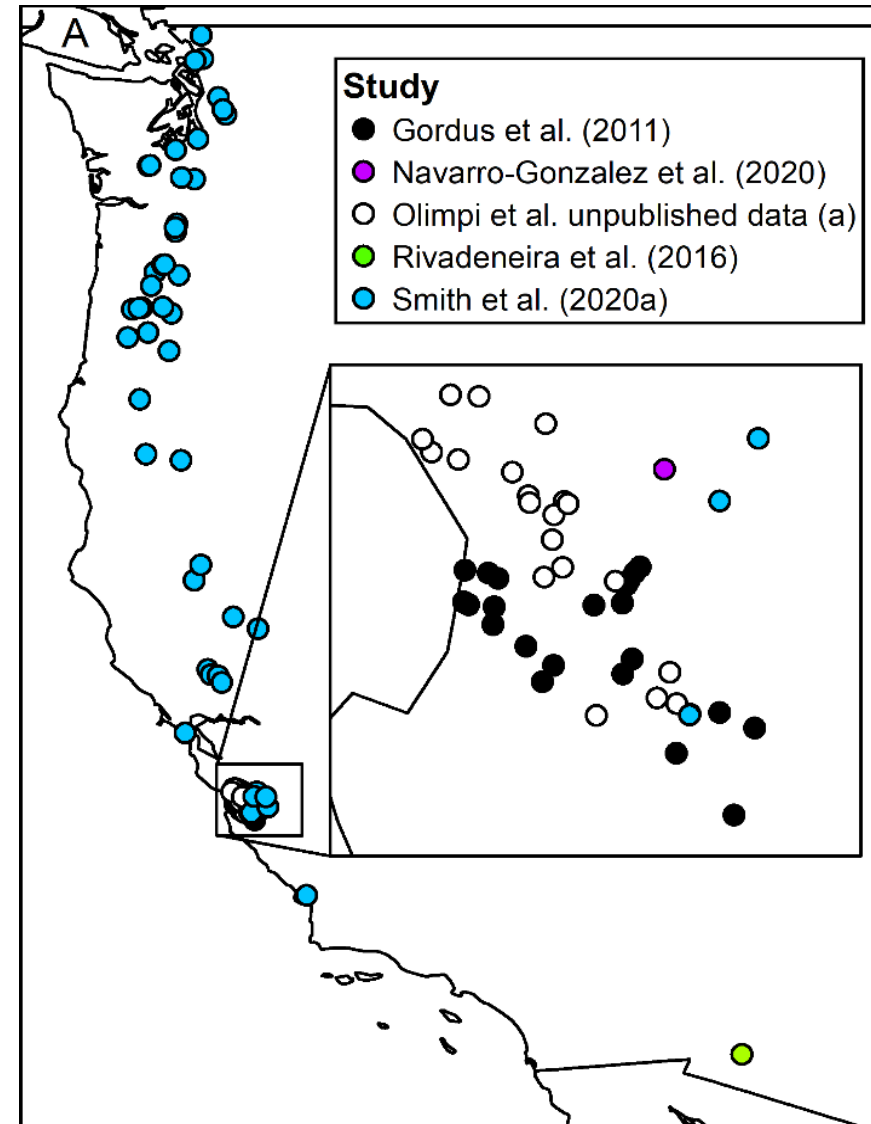 A
Study
Gordus et al. (2011)
Navarro-Gonzalez et al. (2020)
Olimpi et al. unpublished data (a)
Rivadeneira et al. (2016)
Smith et al. (2020a)